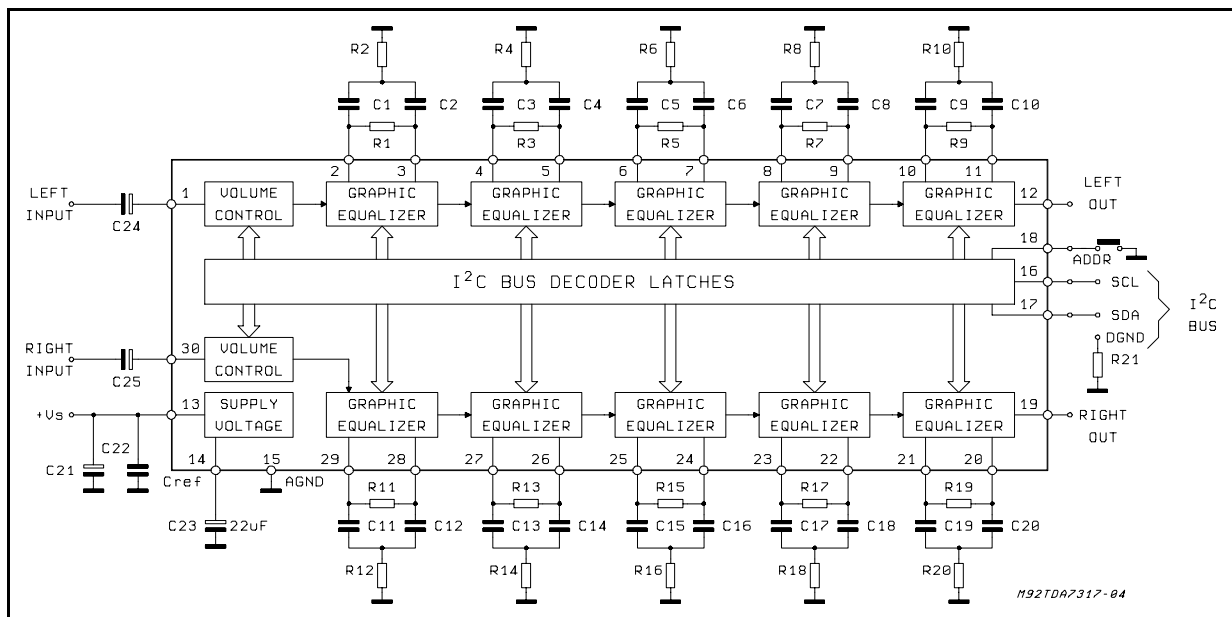 R2 R4 R6 R8 R10
C1 C2 C3 C4 C5 C6 C7 C8 C9 C10
R1 R3 R5 R7 R9
2 3 4 5 6 7 8 9 10 11
LEFT INPUT
C24
1
VOLUME CONTROL
GRAPHIC EQUALIZER
GRAPHIC EQUALIZER
GRAPHIC EQUALIZER
GRAPHIC EQUALIZER
GRAPHIC EQUALIZER
12
LEFT OUT
18
ADDR
I²C BUS DECODER LATCHES
16
SCL
17
SDA
I²C BUS
DGND
R21
RIGHT INPUT
C25
30
VOLUME CONTROL
+Vs
13
SUPPLY VOLTAGE
GRAPHIC EQUALIZER
GRAPHIC EQUALIZER
GRAPHIC EQUALIZER
GRAPHIC EQUALIZER
GRAPHIC EQUALIZER
19
RIGHT OUT
C21 C22
14 15 29 28 27 26 25 24 23 22 21 20
Cref AGND
R11 R13 R15 R17 R19
C23 22uF
C11 C12 C13 C14 C15 C16 C17 C18 C19 C20
R12 R14 R16 R18 R20
M92TDA7317-04